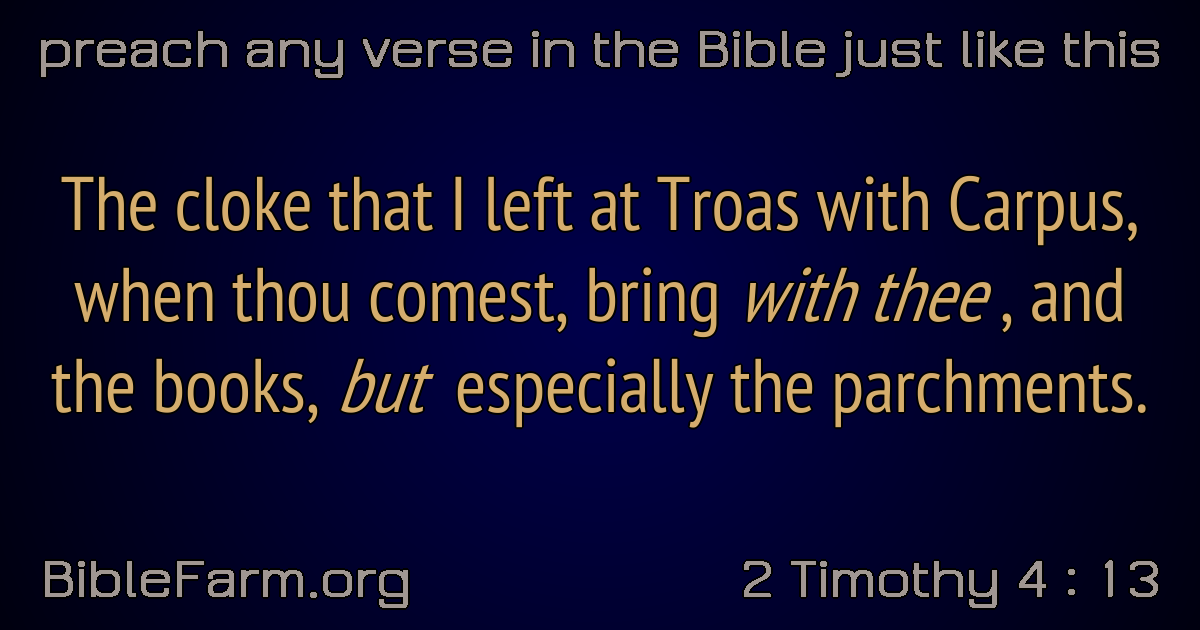 preach any verse in the Bible just like this
The cloke that I left at Troas with Carpus,
when thou comest, bring with thee , and
the books, but especially the parchments.
BibleFarm.org
2 Timothy 4 : 13